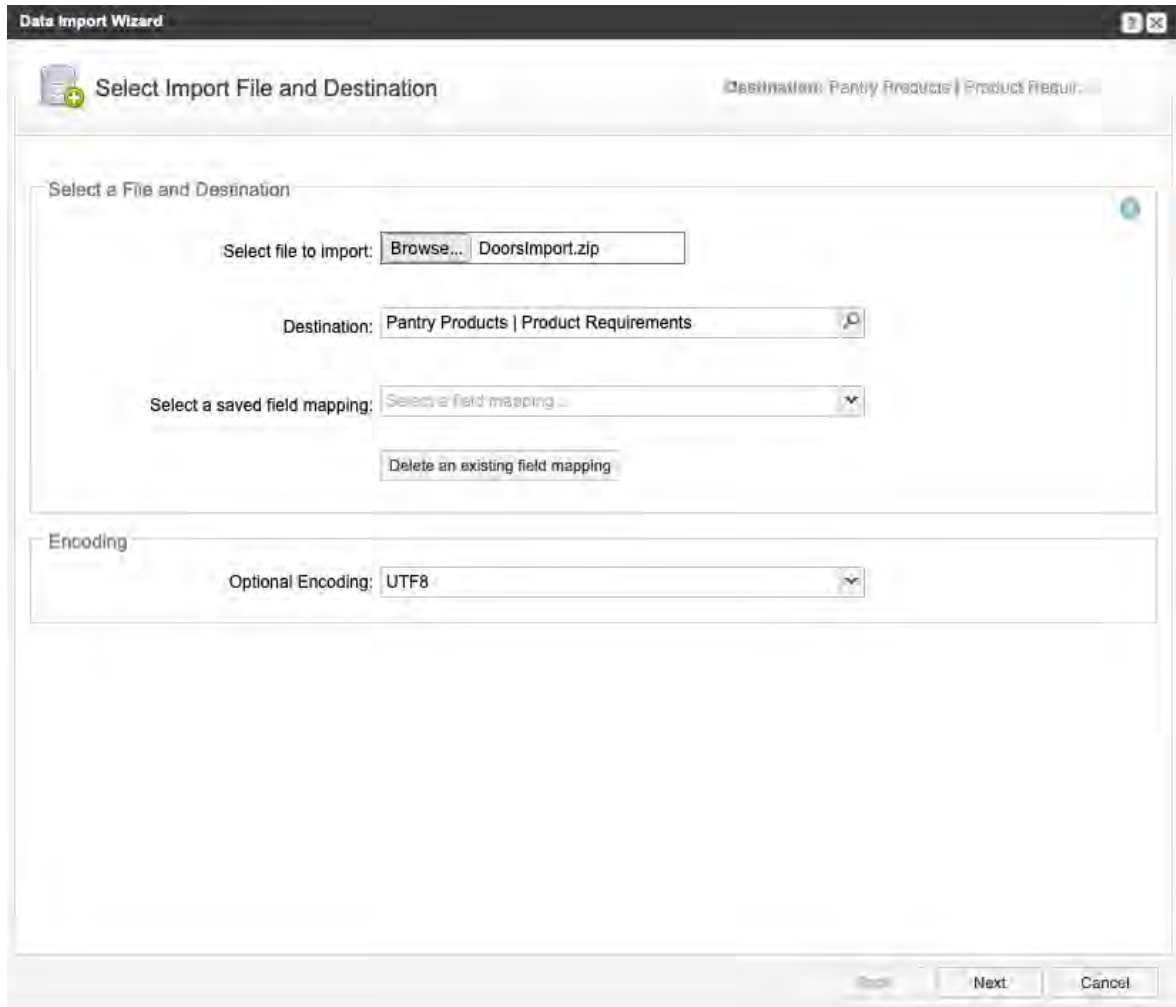 Data Import Wizard
Select Import File and Destination
Destination: Pantry Products | Product Requir...
Select a File and Destination
Select file to import: Browse... DoorsImport.zip
Destination: Pantry Products | Product Requirements
Select a saved field mapping: Select a field mapping...
Delete an existing field mapping
Encoding
Optional Encoding: UTF8
Back Next Cancel